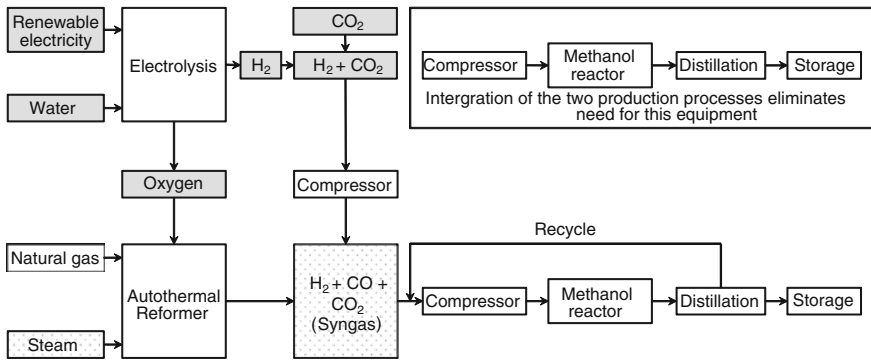 Renewable
electricity
Water
Electrolysis
H₂
CO₂
H₂ + CO₂
Compressor
Methanol
reactor
Distillation
Storage
Intergration of the two production processes eliminates
need for this equipment
Oxygen
Compressor
Natural gas
Steam
Autothermal
Reformer
H₂ + CO +
CO₂
(Syngas)
Recycle
Compressor
Methanol
reactor
Distillation
Storage